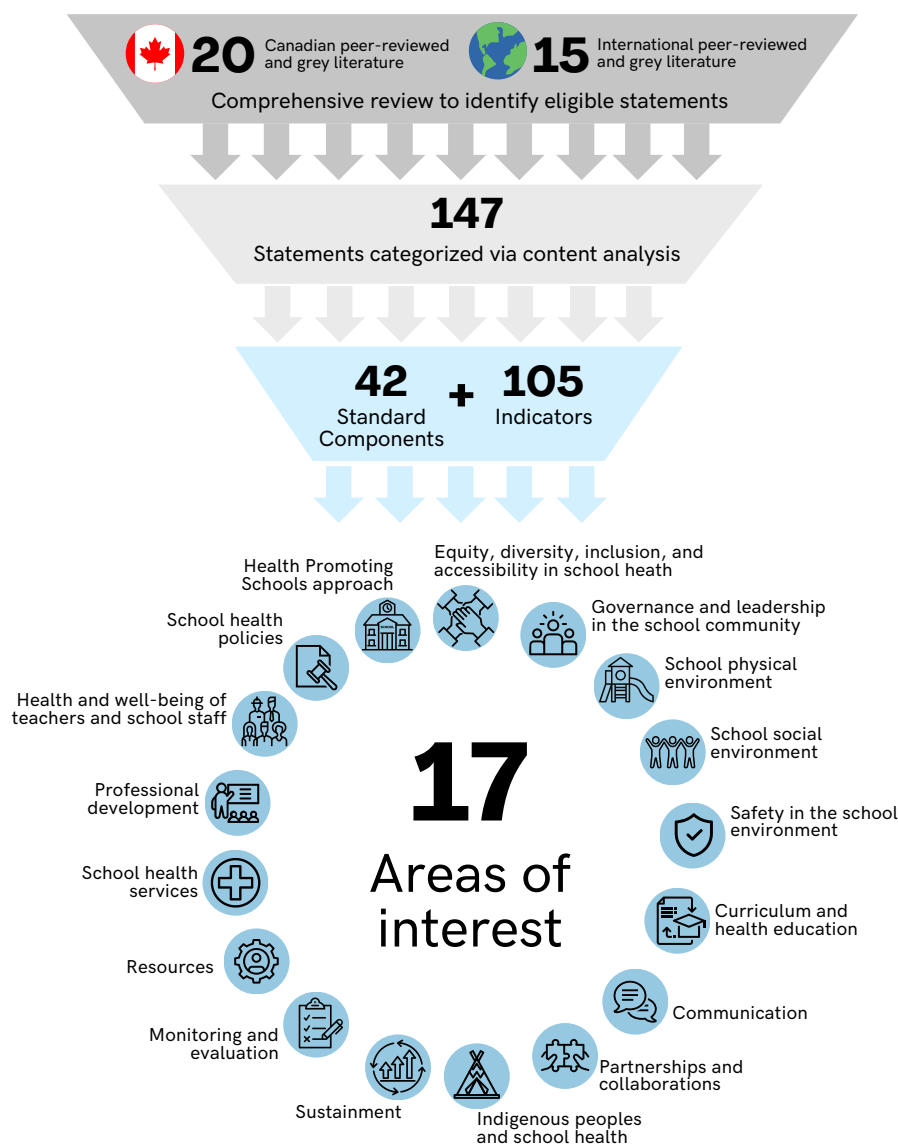 20
Canadian peer-reviewed
and grey literature
15
International peer-reviewed
and grey literature
Comprehensive review to identify eligible statements
147
Statements categorized via content analysis
42
Standard
Components
+
105
Indicators
Equity, diversity, inclusion, and
accessibility in school heath
Governance and leadership
in the school community
School physical
environment
School social
environment
Safety in the school
environment
Curriculum and
health education
Communication
Partnerships and
collaborations
Indigenous peoples
and school health
Sustainment
Monitoring and
evaluation
Resources
School health
services
Professional
development
Health and well-being of
teachers and school staff
School health
policies
Health Promoting
Schools approach
SCHOOL
17
Areas of
interest